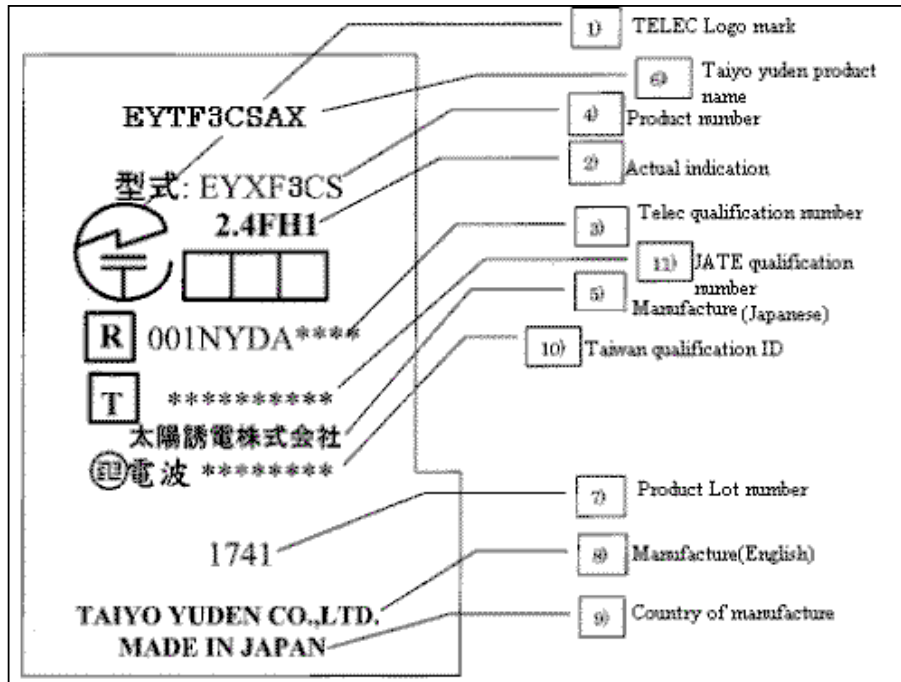 1) TELEC Logo mark
6) Taiyo yuden product
name
EYTF3CSAX
4) Product number
型式: EYXF3CS
2) Actual indication
2.4FH1
3) Telec qualification number
11) JATE qualification
number
R 001NYDA****
5) Manufacture (Japanese)
10) Taiwan qualification ID
T **********
太陽誘電株式会社
電波 ********
7) Product Lot number
1741
8) Manufacture(English)
TAIYO YUDEN CO.,LTD.
9) Country of manufacture
MADE IN JAPAN